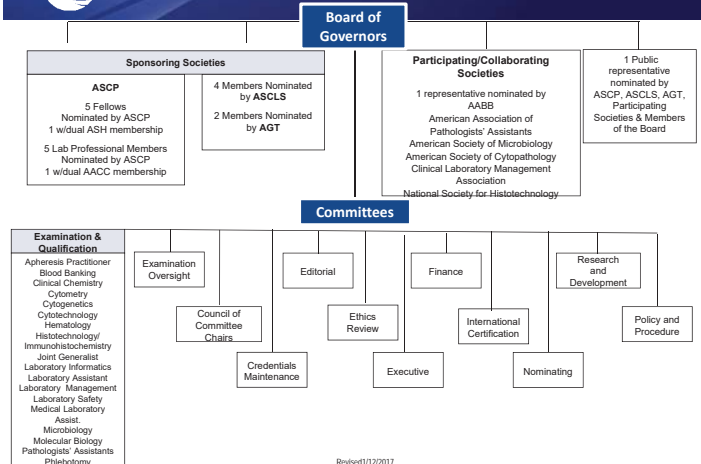 Board of
Governors
Sponsoring Societies
ASCP
5 Fellows
Nominated by ASCP
1 w/dual ASH membership
5 Lab Professional Members
Nominated by ASCP
1 w/dual AACC membership
4 Members Nominated
by ASCLS
2 Members Nominated
by AGT
Participating/Collaborating
Societies
1 representative nominated by
AABB
American Association of
Pathologists' Assistants
American Society of Microbiology
American Society of Cytopathology
Clinical Laboratory Management
Association
National Society for Histotechnology
1 Public
representative
nominated by
ASCP, ASCLS, AGT,
Participating
Societies & Members
of the Board
Committees
Examination &
Qualification
Apheresis Practitioner
Blood Banking
Clinical Chemistry
Cytometry
Cytogenetics
Cytotechnology
Hematology
Histotechnology/
Immunohistochemistry
Joint Generalist
Laboratory Informatics
Laboratory Assistant
Laboratory Management
Laboratory Safety
Medical Laboratory
Assist.
Microbiology
Molecular Biology
Pathologists' Assistants
Phlebotomy
Examination
Oversight
Council of
Committee
Chairs
Credentials
Maintenance
Editorial
Ethics
Review
Executive
Finance
International
Certification
Nominating
Research
and
Development
Policy and
Procedure
Revised1/12/2017